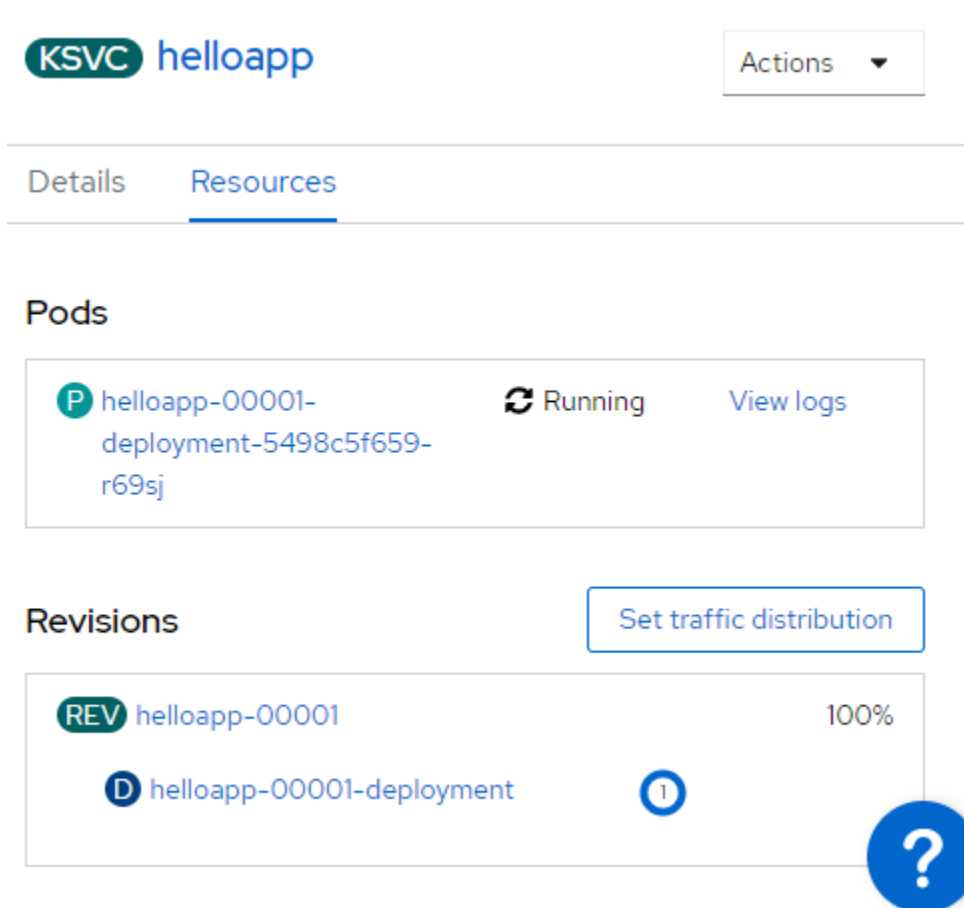 KSVC helloapp
Actions
Details Resources
Pods
P helloapp-00001- Running View logs
deployment-5498c5f659-
r69sj
Revisions Set traffic distribution
REV helloapp-00001 100%
D helloapp-00001-deployment 1
?